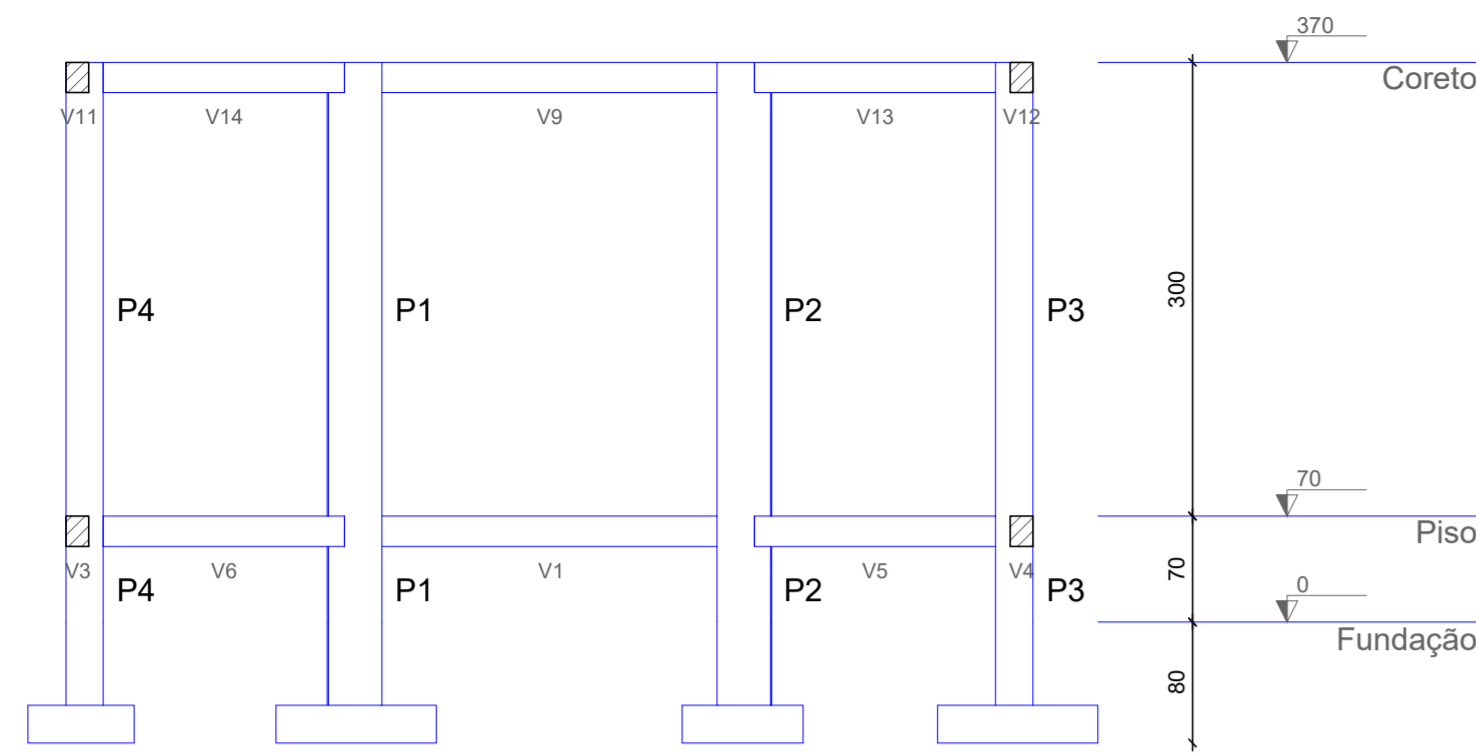 370
Coreto
V11 V14 V9 V13 V12
300
P4 P1 P2 P3
70
Piso
V3 V6 V1 V5 V4
70
P4 P1 P2 P3
0
Fundação
80